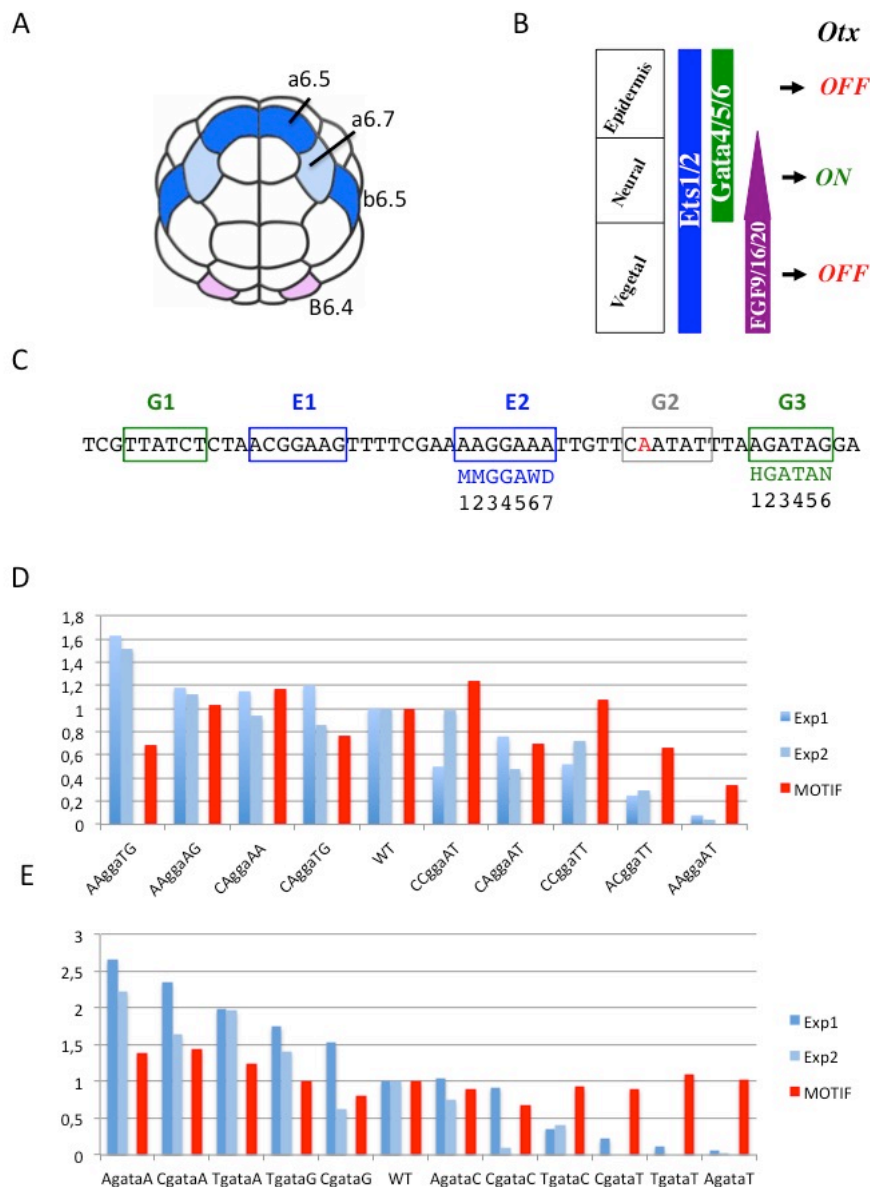 A
a6.5
a6.7
b6.5
B6.4
B
Otx
Epidermis
Neural
Vegetal
Ets1/2
Gata4/5/6
FGF9/16/20
OFF
ON
OFF
C
G1 E1 E2 G2 G3
TCGTTATCTCTAACGGAAGTTTTCGAAAAGGAAATTGTTCAATATTTAAGATAGGA
MMGGAWD HGATAN
1234567 123456
D
1,8
1,6
1,4
1,2
1
0,8
0,6
0,4
0,2
0
Exp1
Exp2
MOTIF
AAggaTG AAggaAG CAggaAA CAggaTG WT CCggaAT CAggaAT CCggaTT ACggaTT AAggaAT
E
3
2,5
2
1,5
1
0,5
0
Exp1
Exp2
MOTIF
AgataA CgataA TgataA TgataG CgataG WT AgataC CgataC TgataC CgataT TgataT AgataT